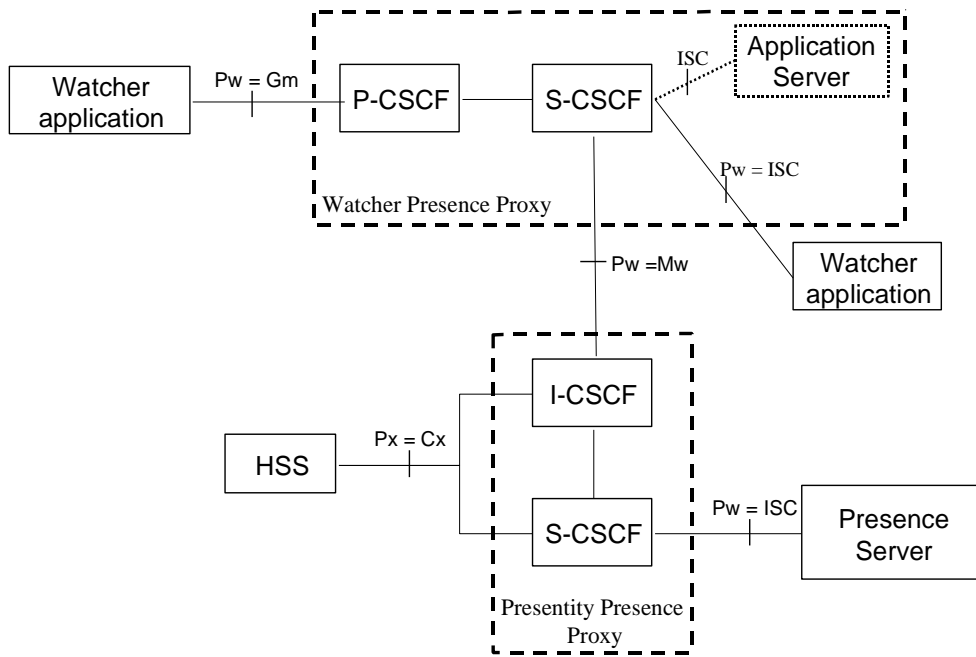 Watcher
application
Pw = Gm
P-CSCF
S-CSCF
ISC
Application
Server
Pw = ISC
Watcher Presence Proxy
Watcher
application
Pw =Mw
I-CSCF
Px = Cx
HSS
S-CSCF
Pw = ISC
Presence
Server
Presentity Presence
Proxy